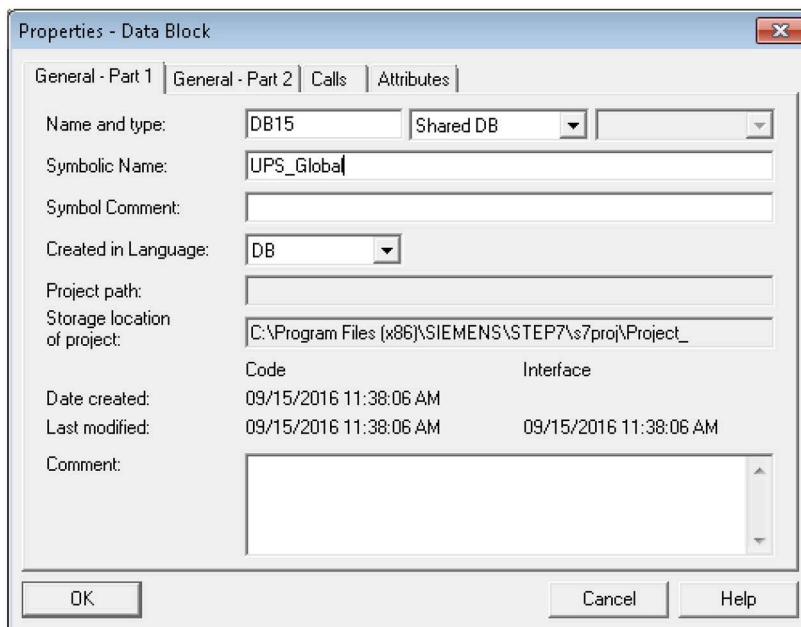 Properties - Data Block
General - Part 1 General - Part 2 Calls Attributes
Name and type: DB15 Shared DB
Symbolic Name: UPS_Global
Symbol Comment:
Created in Language: DB
Project path:
Storage location
of project: C:\Program Files (x86)\SIEMENS\STEP7\s7proj\Project_
Code Interface
Date created: 09/15/2016 11:38:06 AM
Last modified: 09/15/2016 11:38:06 AM 09/15/2016 11:38:06 AM
Comment:
OK Cancel Help